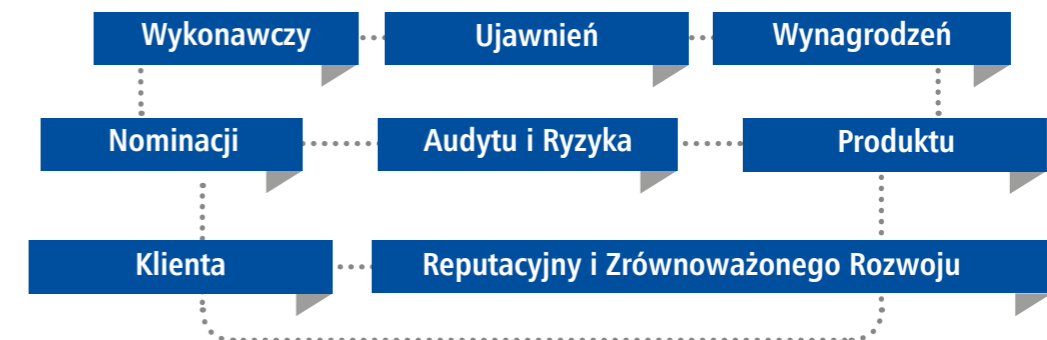 Wykonawczy
Ujawnień
Wynagrodzeń
Nominacji
Audytu i Ryzyka
Produktu
Klienta
Reputacyjny i Zrównoważonego Rozwoju